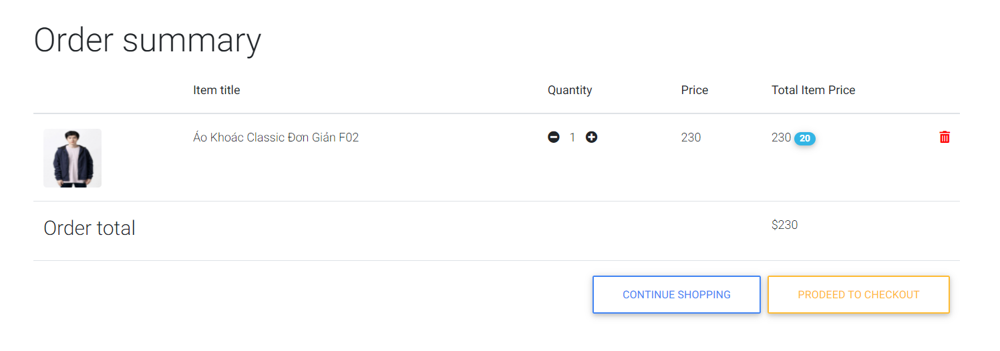 Order summary
Item title Quantity Price Total Item Price
Áo Khoác Classic Đơn Giản F02 1 230 230 20
Order total $230
CONTINUE SHOPPING PRODEED TO CHECKOUT